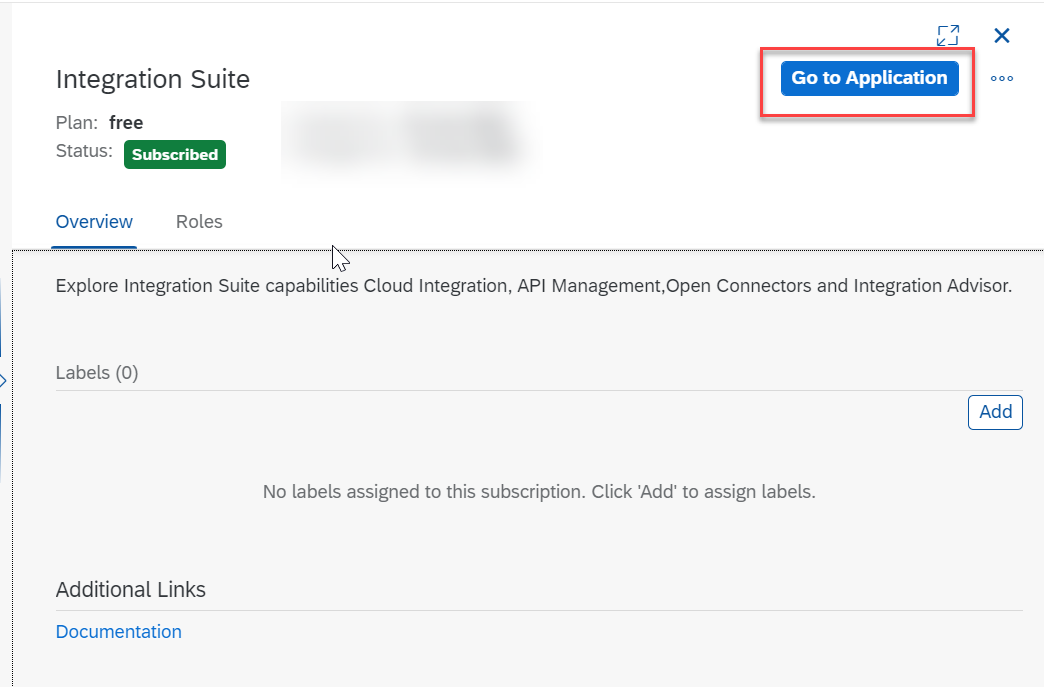 Integration Suite
Go to Application
Plan: free
Status: Subscribed
Overview Roles
Explore Integration Suite capabilities Cloud Integration, API Management,Open Connectors and Integration Advisor.
Labels (0)
Add
No labels assigned to this subscription. Click 'Add' to assign labels.
Additional Links
Documentation